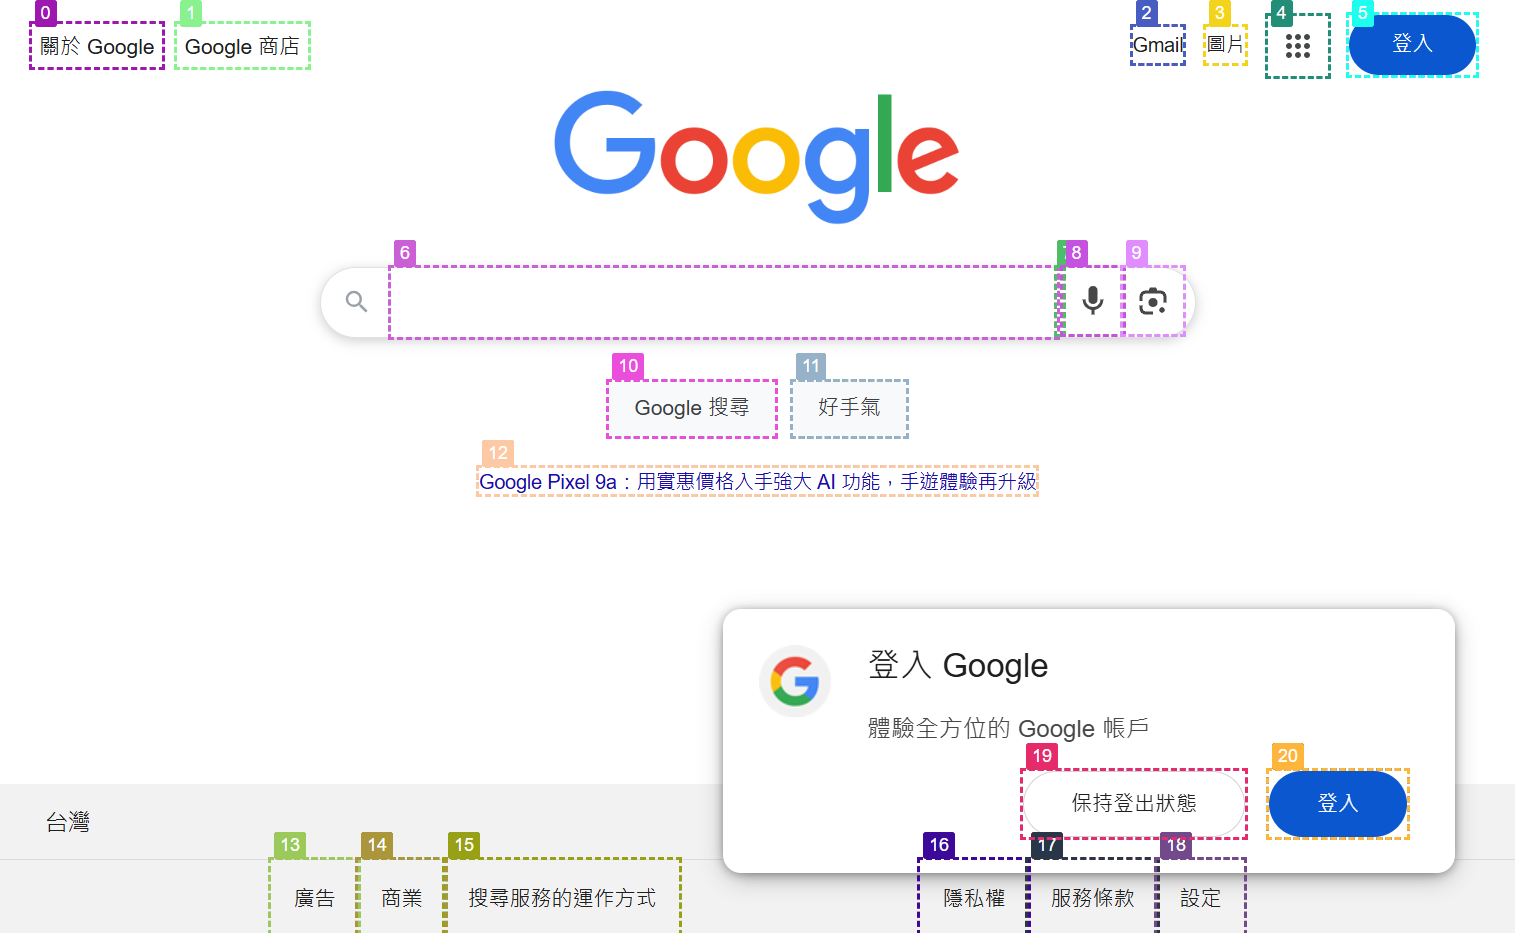 0
1
2
3
4
5
關於 Google
Google 商店
Gmail
圖片
登入
Google
6
8
9
10
11
Google 搜尋
好手氣
12
Google Pixel 9a：用實惠價格入手強大 AI 功能，手遊體驗再升級
登入 Google
體驗全方位的 Google 帳戶
19
20
保持登出狀態
登入
台灣
13
14
15
16
17
18
廣告
商業
搜尋服務的運作方式
隱私權
服務條款
設定